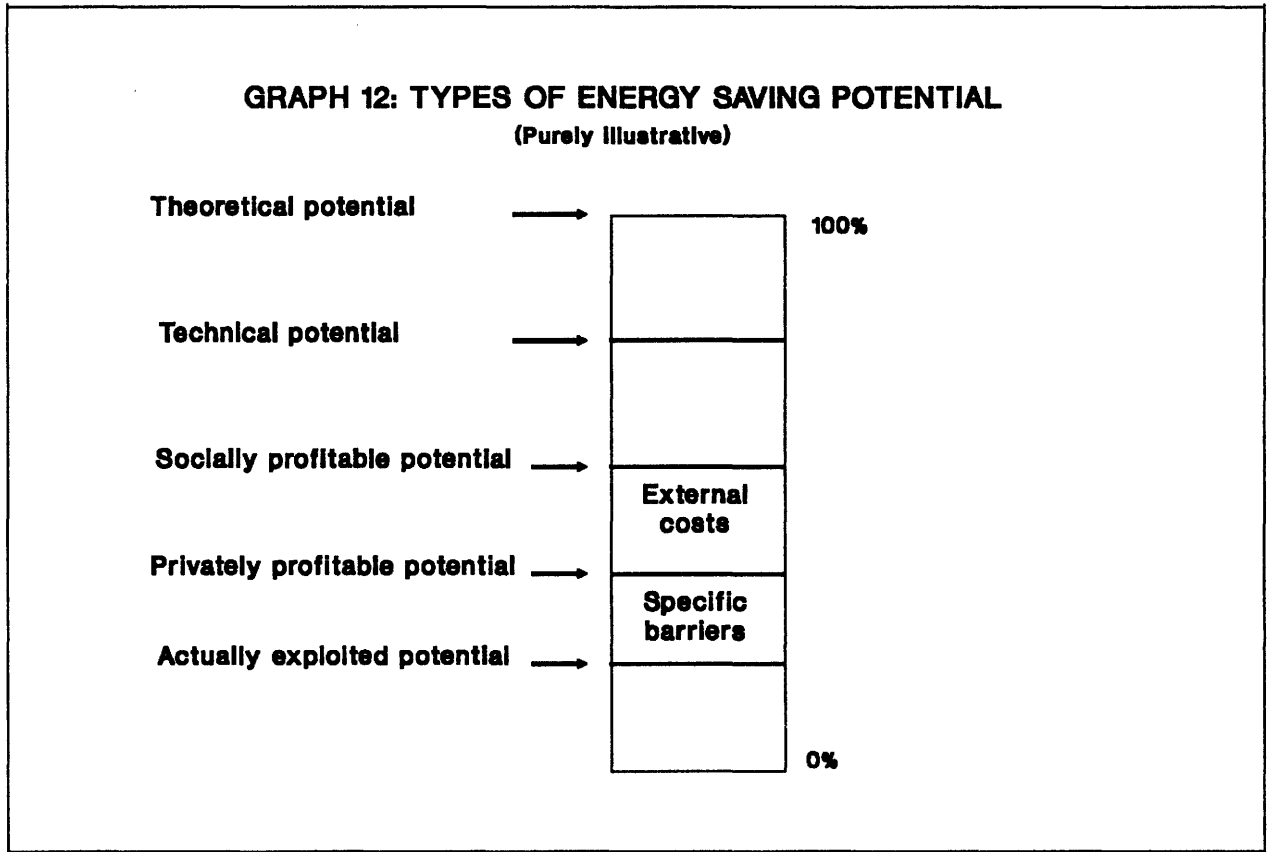 GRAPH 12: TYPES OF ENERGY SAVING POTENTIAL
(Purely illustrative)
Theoretical potential
100%
Technical potential
Socially profitable potential
External
costs
Privately profitable potential
Specific
barriers
Actually exploited potential
0%